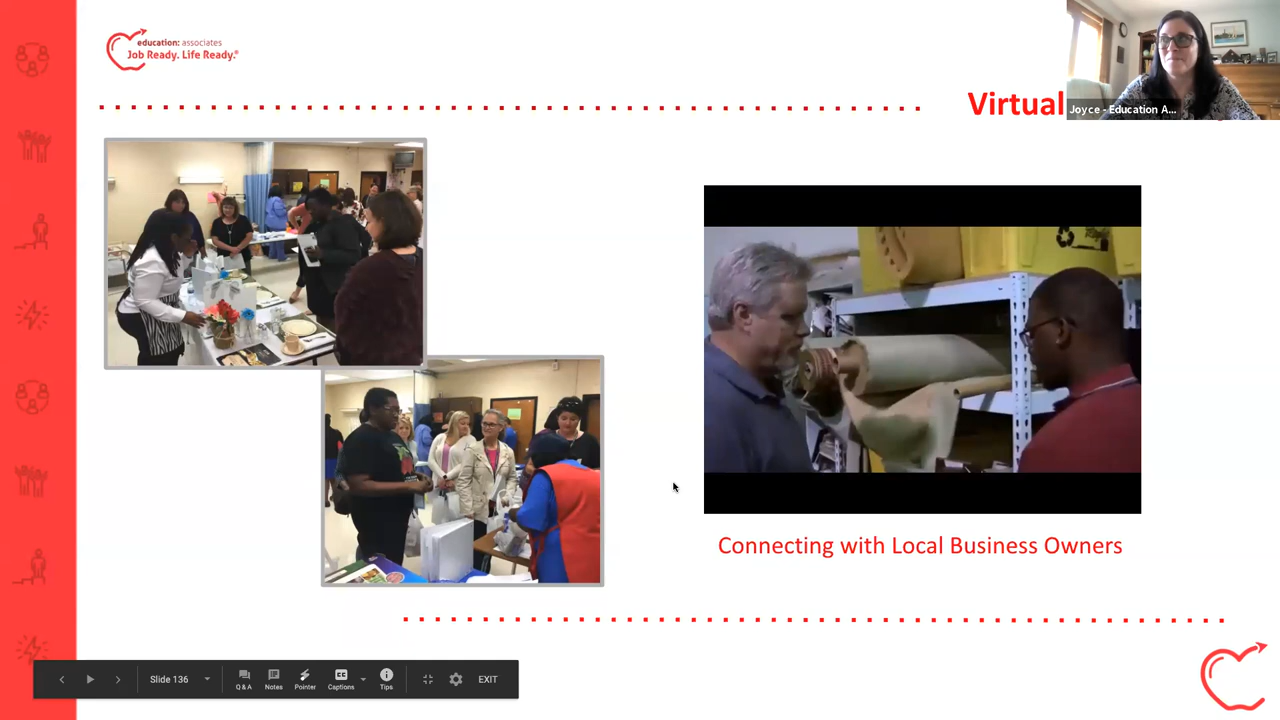 education: associates
Job Ready. Life Ready.®
Virtual
Joyce - Education A...
Connecting with Local Business Owners
Slide 136
Q & A
Notes
Pointer
CC
Captions
Tips
EXIT